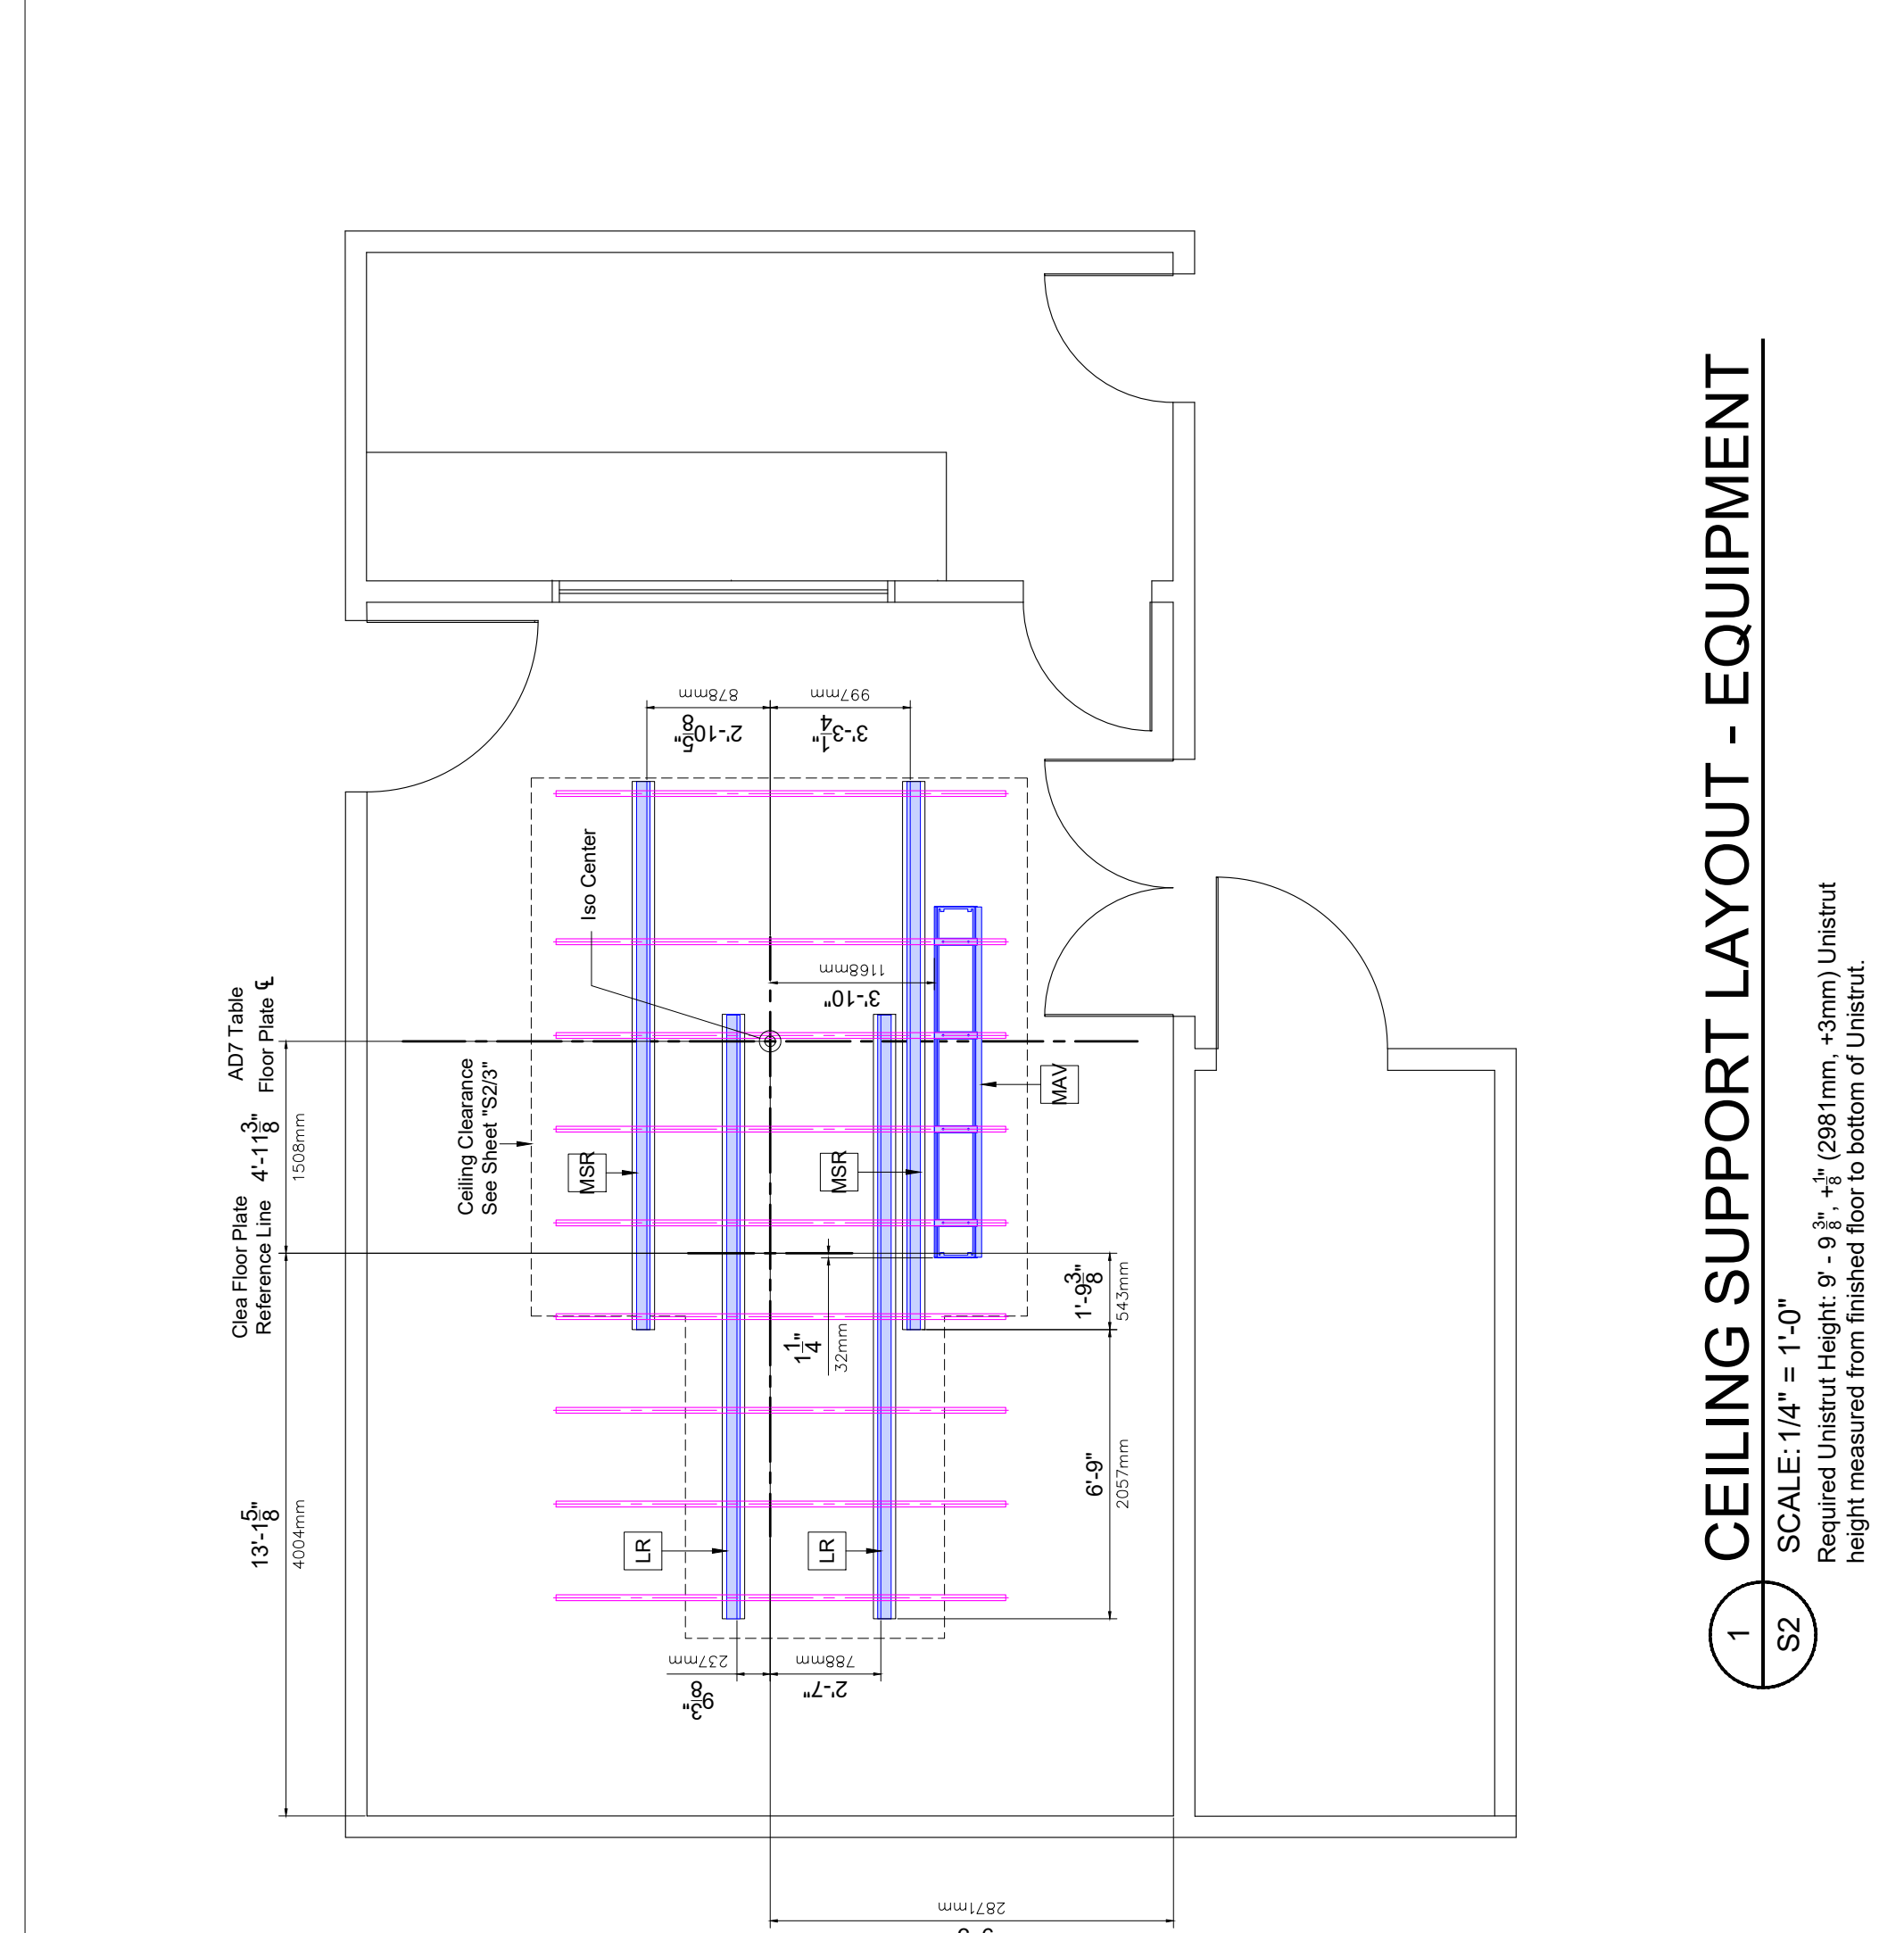 AD7 Table
Floor Plate ℄
4'-11 3/8"
1508mm
Clea Floor Plate
Reference Line
13'-1 5/8"
4004mm
Ceiling Clearance
See Sheet "S2/3"
Iso Center
878mm
2'-10 5/8"
997mm
3'-3 1/4"
1168mm
3'-10"
MSR
MSR
MAV
1 1/4"
32mm
1'-9 3/8"
543mm
6'-9"
2057mm
LR
LR
237mm
9 3/8"
788mm
2'-7"
2871mm
1
S2
CEILING SUPPORT LAYOUT - EQUIPMENT
SCALE: 1/4" = 1'-0"
Required Unistrut Height: 9' - 9 3/8", +1/8" (2981mm, +3mm) Unistrut
height measured from finished floor to bottom of Unistrut.